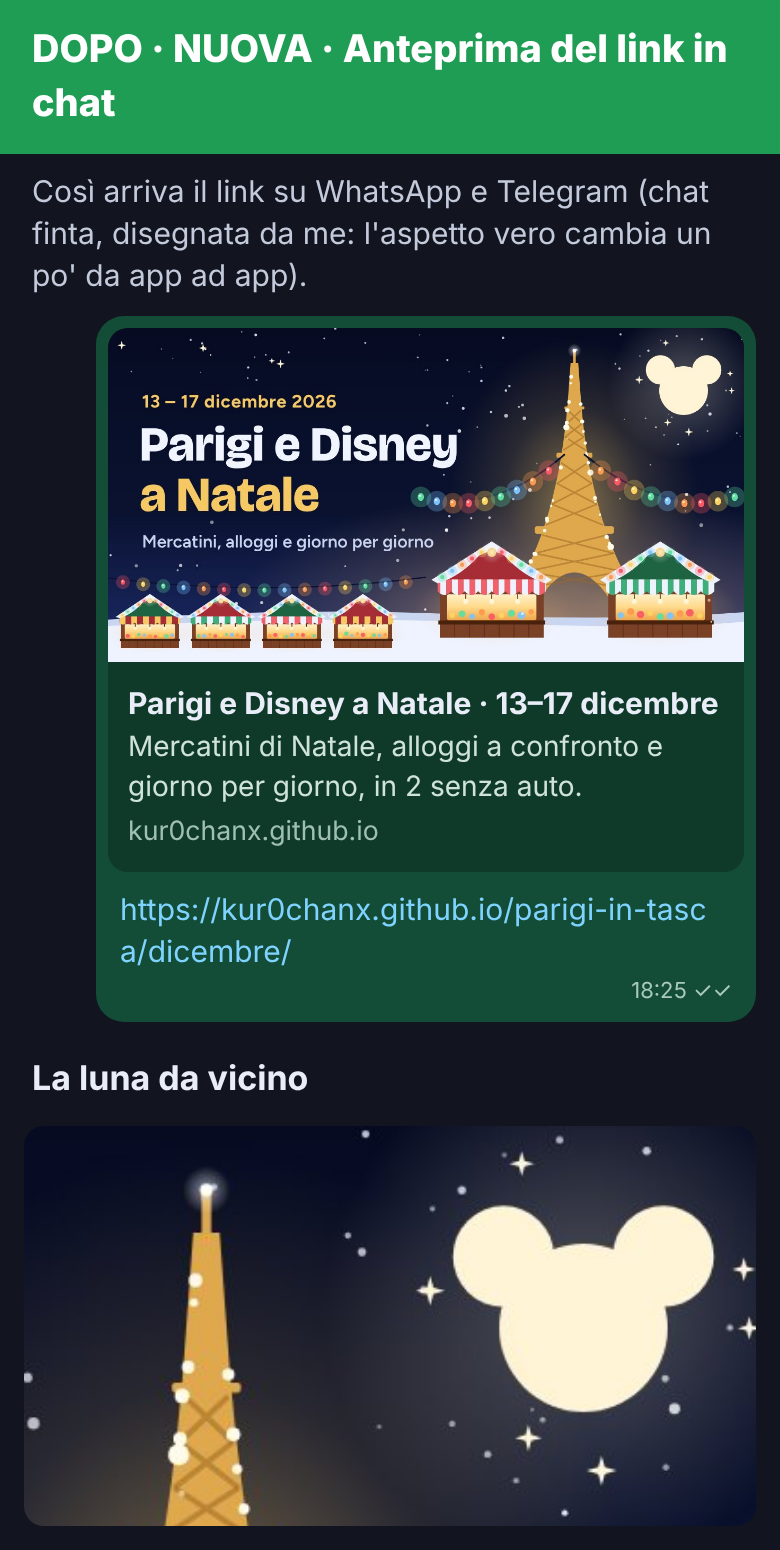 DOPO · NUOVA · Anteprima del link in
chat
Così arriva il link su WhatsApp e Telegram (chat
finta, disegnata da me: l'aspetto vero cambia un
po' da app ad app).
13 – 17 dicembre 2026
Parigi e Disney
a Natale
Mercatini, alloggi e giorno per giorno
Parigi e Disney a Natale · 13–17 dicembre
Mercatini di Natale, alloggi a confronto e
giorno per giorno, in 2 senza auto.
kur0chanx.github.io
https://kur0chanx.github.io/parigi-in-tasc
a/dicembre/
18:25 ✓✓
La luna da vicino